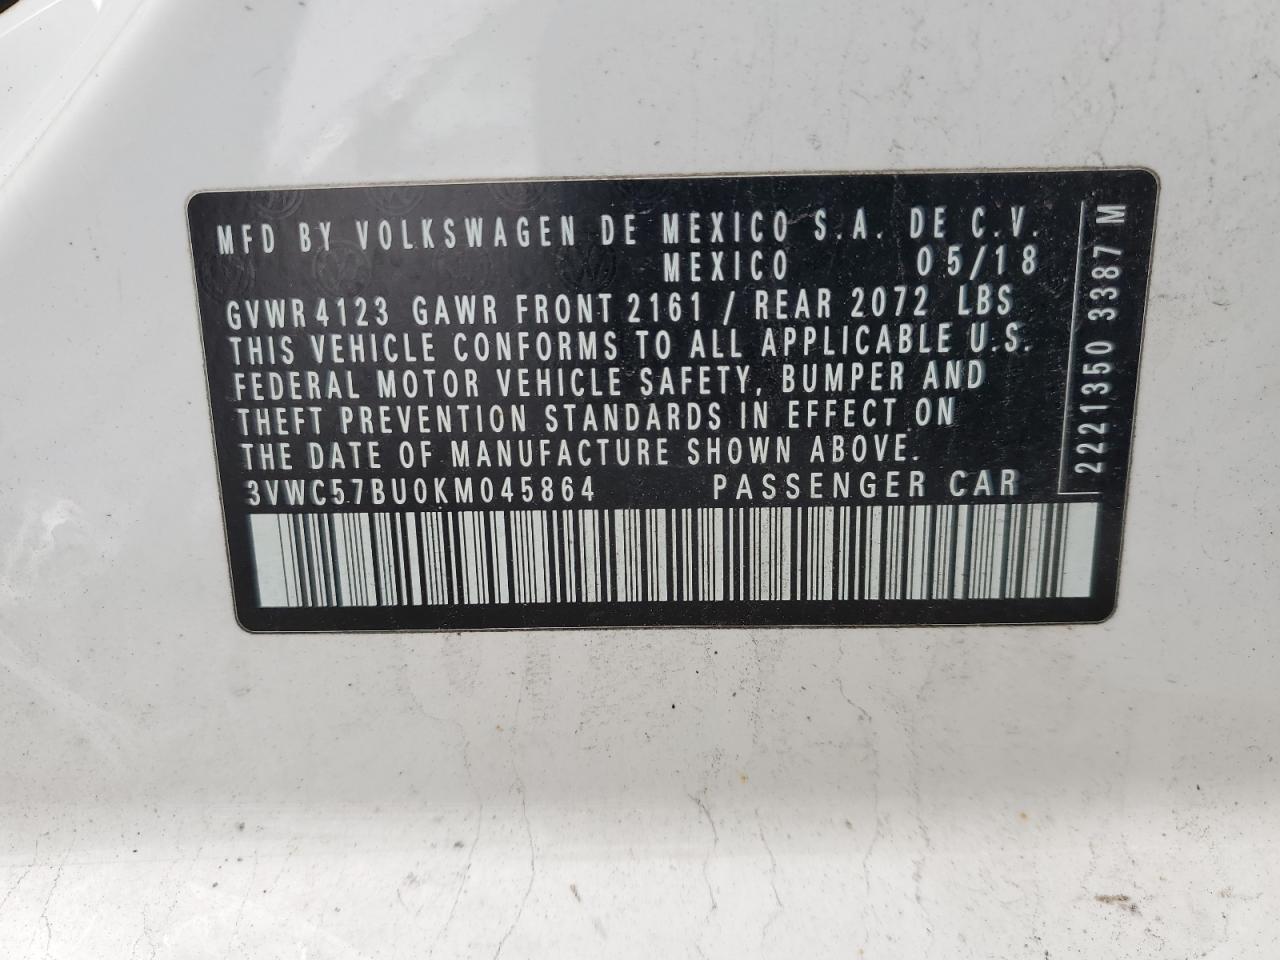 MFD BY VOLKSWAGEN DE MEXICO S.A. DE C.V.
MEXICO 05/18
GVWR 4123 GAWR FRONT 2161 / REAR 2072 LBS
THIS VEHICLE CONFORMS TO ALL APPLICABLE U.S.
FEDERAL MOTOR VEHICLE SAFETY, BUMPER AND
THEFT PREVENTION STANDARDS IN EFFECT ON
THE DATE OF MANUFACTURE SHOWN ABOVE.
3VWC57BU0KM045864 PASSENGER CAR
2221350 3387 M